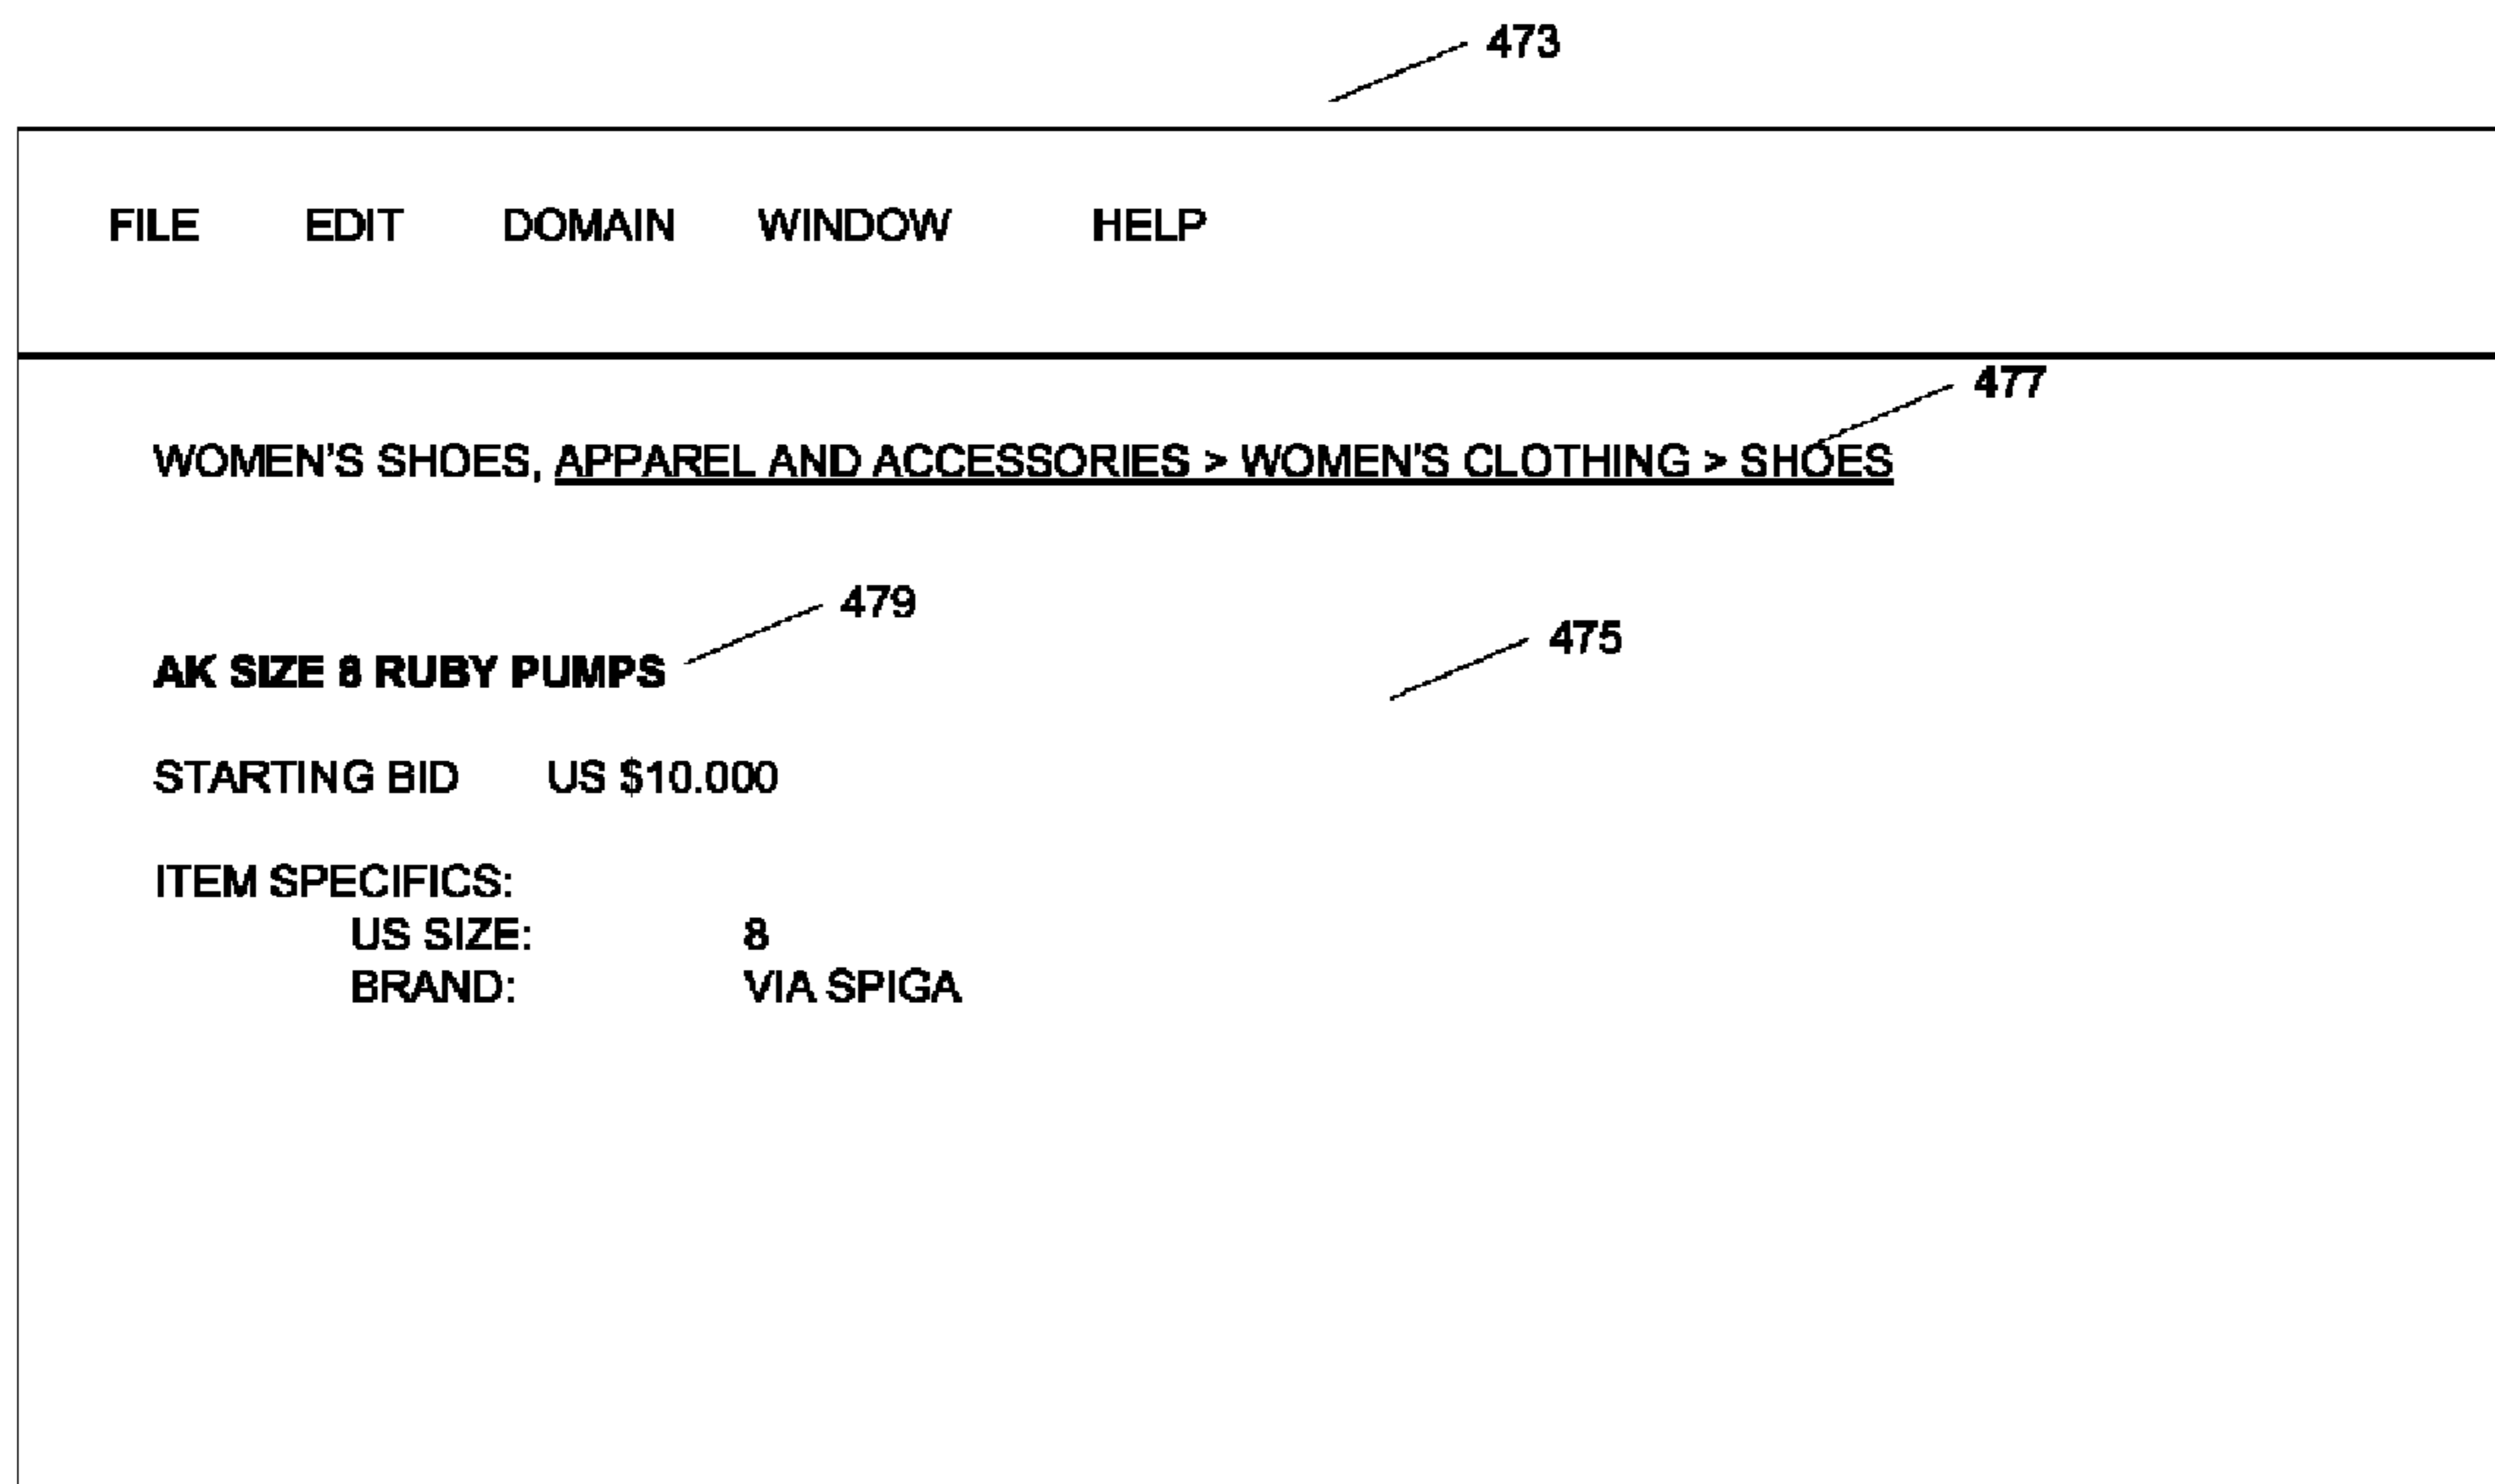 473
FILE EDIT DOMAIN WINDOW HELP
477
WOMEN'S SHOES, APPAREL AND ACCESSORIES > WOMEN'S CLOTHING > SHOES
479
475
AK SIZE 8 RUBY PUMPS
STARTING BID US $10.000
ITEM SPECIFICS:
US SIZE: 8
BRAND: VIA SPIGA